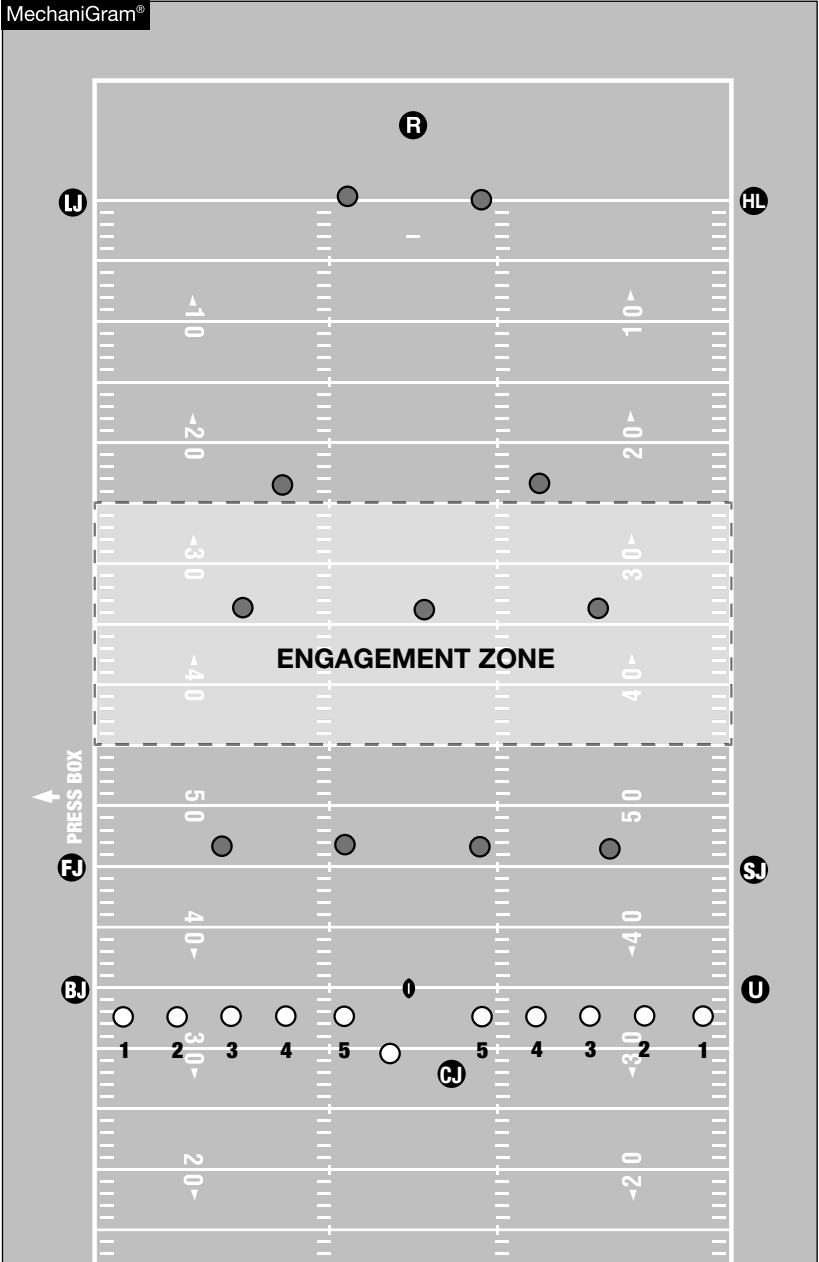 MechaniGram®
R
LJ HL
◄10 10►
◄20 20►
◄30 30►
ENGAGEMENT ZONE
◄40 40►
PRESS BOX
50 50
FJ SJ
40► ◄40
BJ U
1 2 3 4 5 5 4 3 2 1
30► ◄30
CJ
20► ◄20